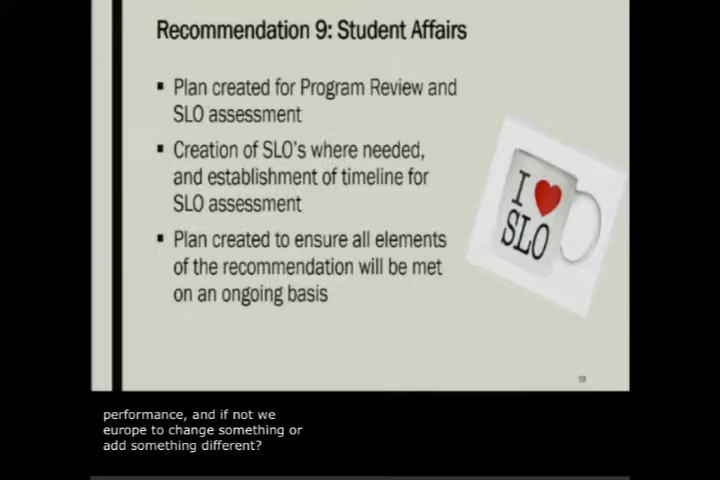 Recommendation 9: Student Affairs
▪ Plan created for Program Review and
SLO assessment
▪ Creation of SLO's where needed,
and establishment of timeline for
SLO assessment
▪ Plan created to ensure all elements
of the recommendation will be met
on an ongoing basis
I ♥
SLO
performance, and if not we
europe to change something or
add something different?